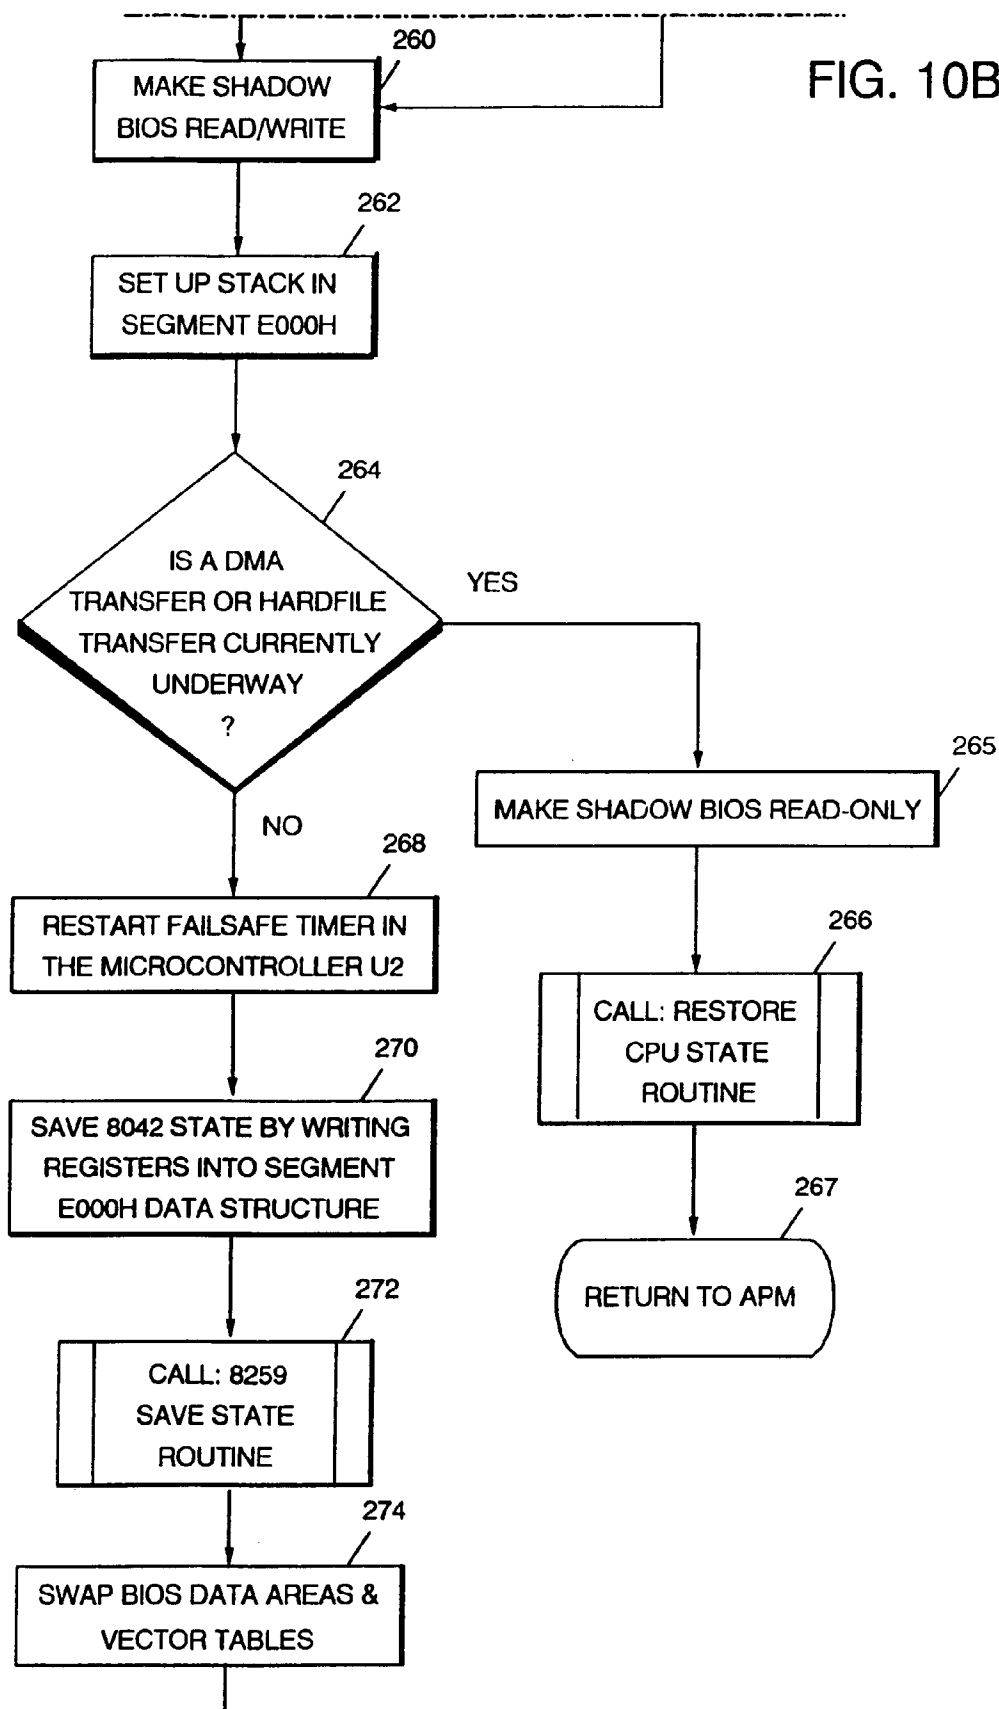 FIG. 10B
260
MAKE SHADOW
BIOS READ/WRITE
262
SET UP STACK IN
SEGMENT E000H
264
IS A DMA
TRANSFER OR HARDFILE
TRANSFER CURRENTLY
UNDERWAY
?
YES
NO
265
MAKE SHADOW BIOS READ-ONLY
266
CALL: RESTORE
CPU STATE
ROUTINE
267
RETURN TO APM
268
RESTART FAILSAFE TIMER IN
THE MICROCONTROLLER U2
270
SAVE 8042 STATE BY WRITING
REGISTERS INTO SEGMENT
E000H DATA STRUCTURE
272
CALL: 8259
SAVE STATE
ROUTINE
274
SWAP BIOS DATA AREAS &
VECTOR TABLES